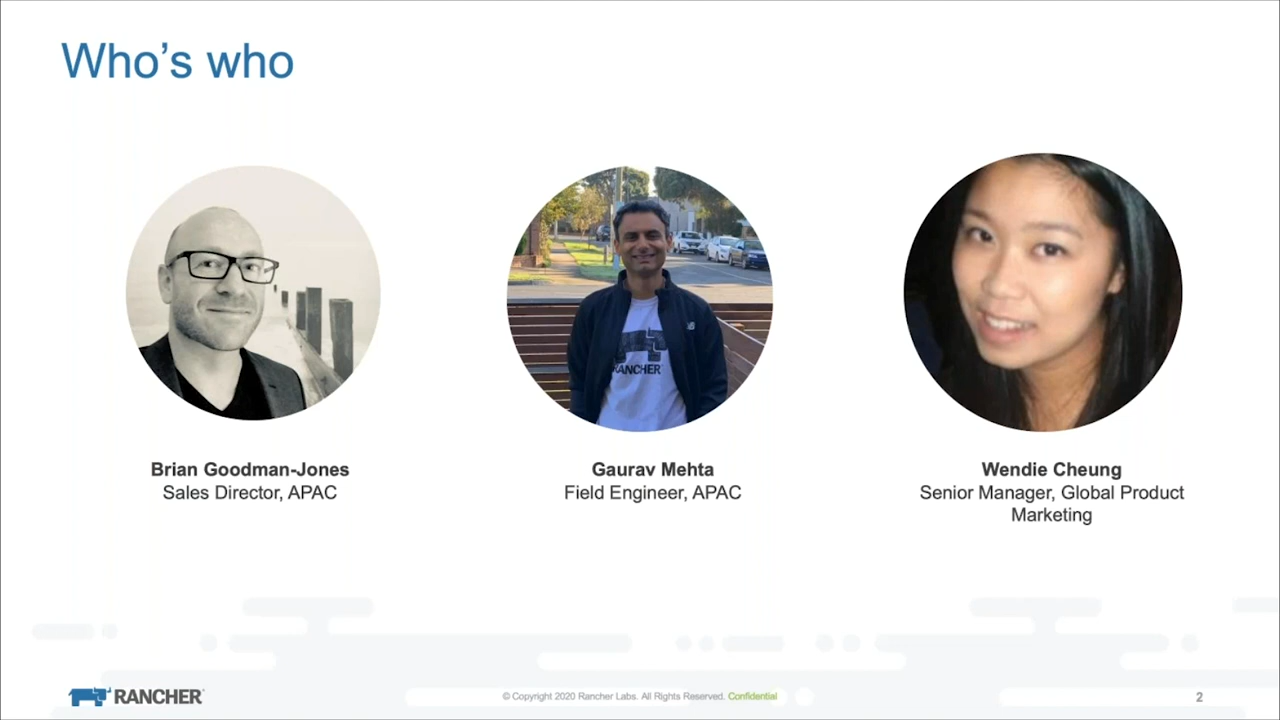 Who's who
RANCHER
Brian Goodman-Jones
Sales Director, APAC
Gaurav Mehta
Field Engineer, APAC
Wendie Cheung
Senior Manager, Global Product
Marketing
RANCHER
© Copyright 2020 Rancher Labs. All Rights Reserved. Confidential
2